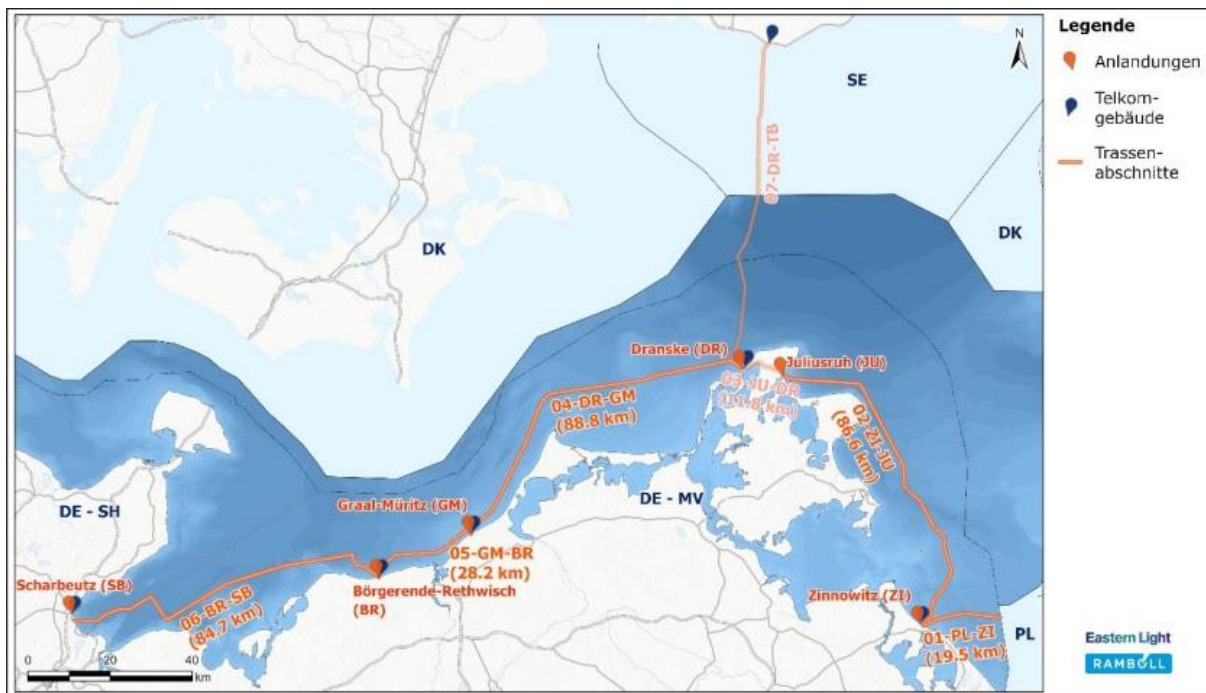 Legende
Anlandungen
Telkom-
gebäude
Trassen-
abschnitte
N
SE
07-DR-TB
DK
DK
Dranske (DR)
Juliusruh (JU)
03-JU-DR
(11.8 km)
04-DR-GM
(88.8 km)
02-ZI-JU
(86.6 km)
DE - SH
Graal-Müritz (GM)
DE - MV
05-GM-BR
(28.2 km)
Scharbeutz (SB)
06-BR-SB
(84.7 km)
Börgerende-Rethwisch
(BR)
Zinnowitz (ZI)
01-PL-ZI
(19.5 km)
PL
0 20 40
km
Eastern Light
RAMBOLL